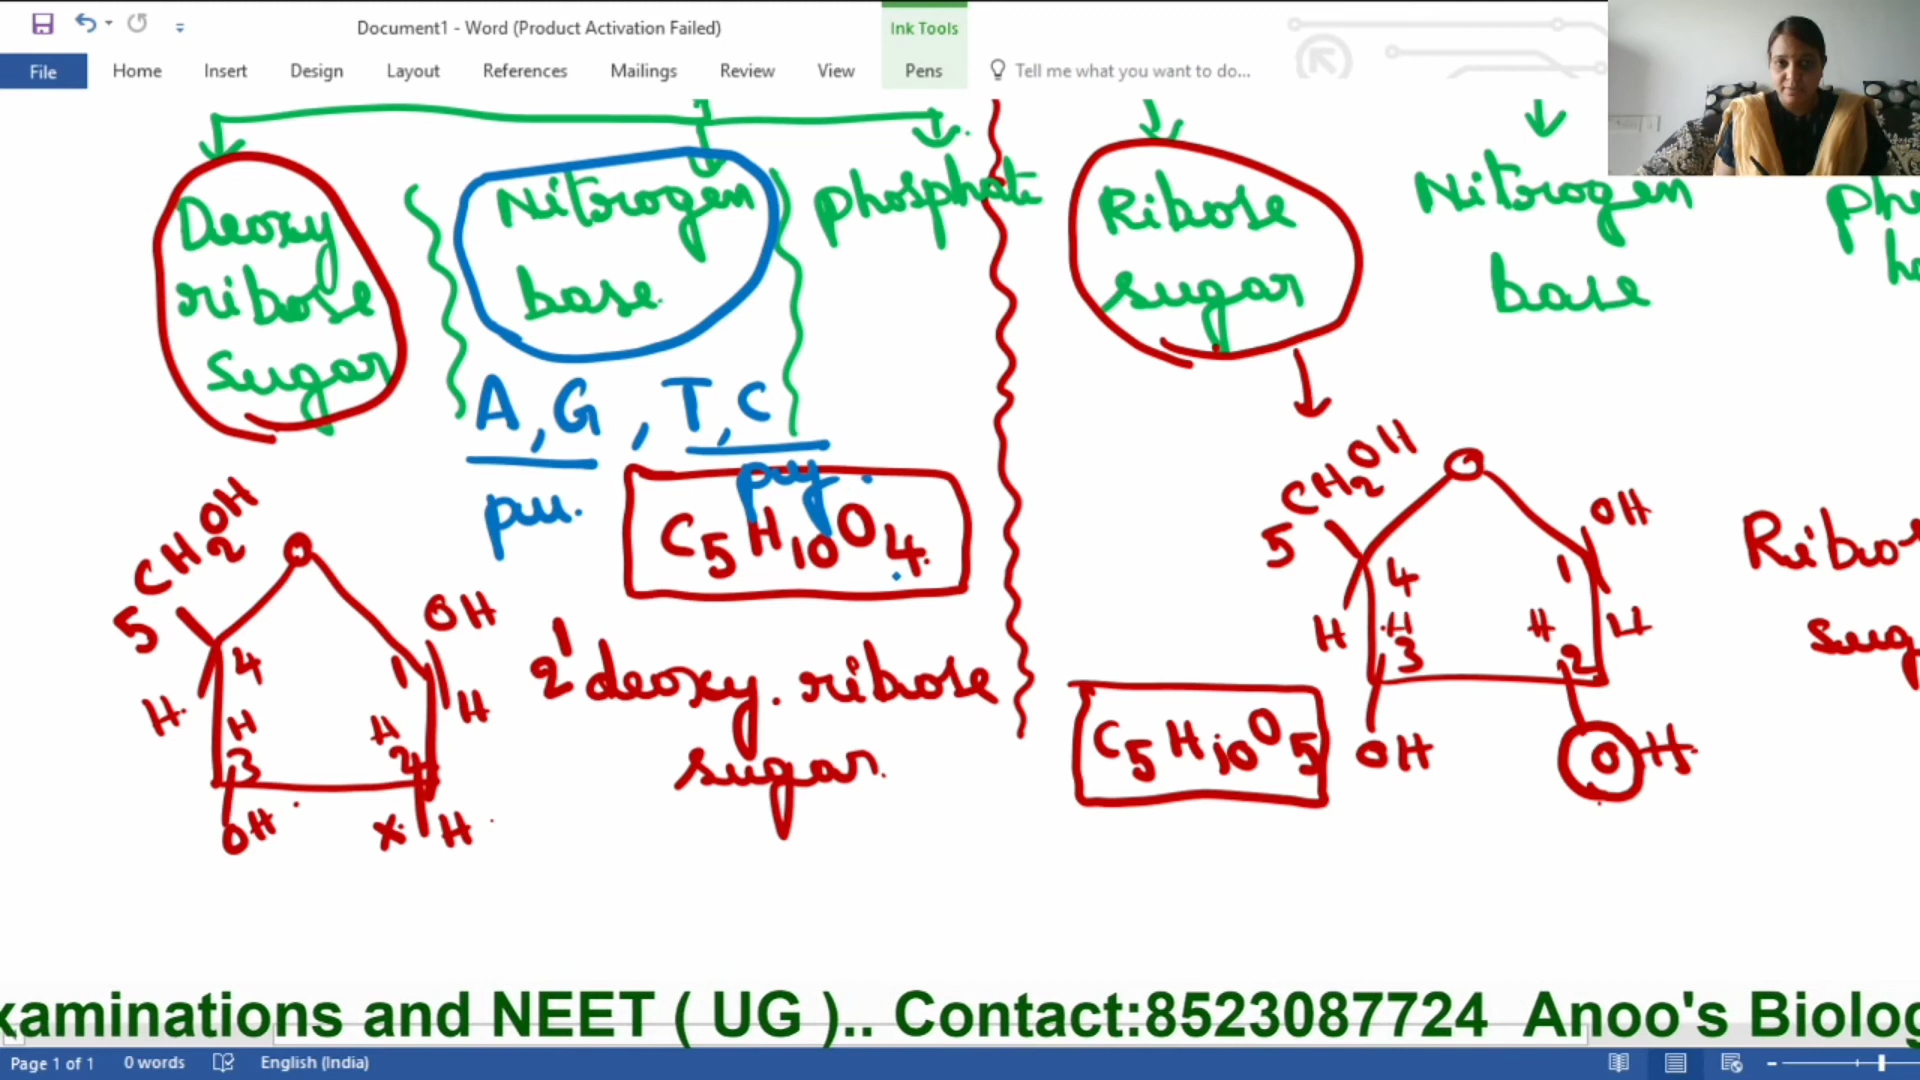 Document1 - Word (Product Activation Failed)
Ink Tools
File Home Insert Design Layout References Mailings Review View Pens Tell me what you want to do...
Deoxy
ribose
sugar
Nitrogen
base
phosphate
Ribose
sugar
Nitrogen
base
A, G, T, C
pu.
py.
C5H10O4
CH2OH
5
4
H
H
3
OH
OH
1
H
H
2
x
H
2' deoxy. ribose
sugar.
C5H10O5
CH2OH
5
4
H
H
3
OH
OH
1
H
H
2
OH
xaminations and NEET ( UG ).. Contact:8523087724 Anoo's Biolog
Page 1 of 1 0 words English (India)